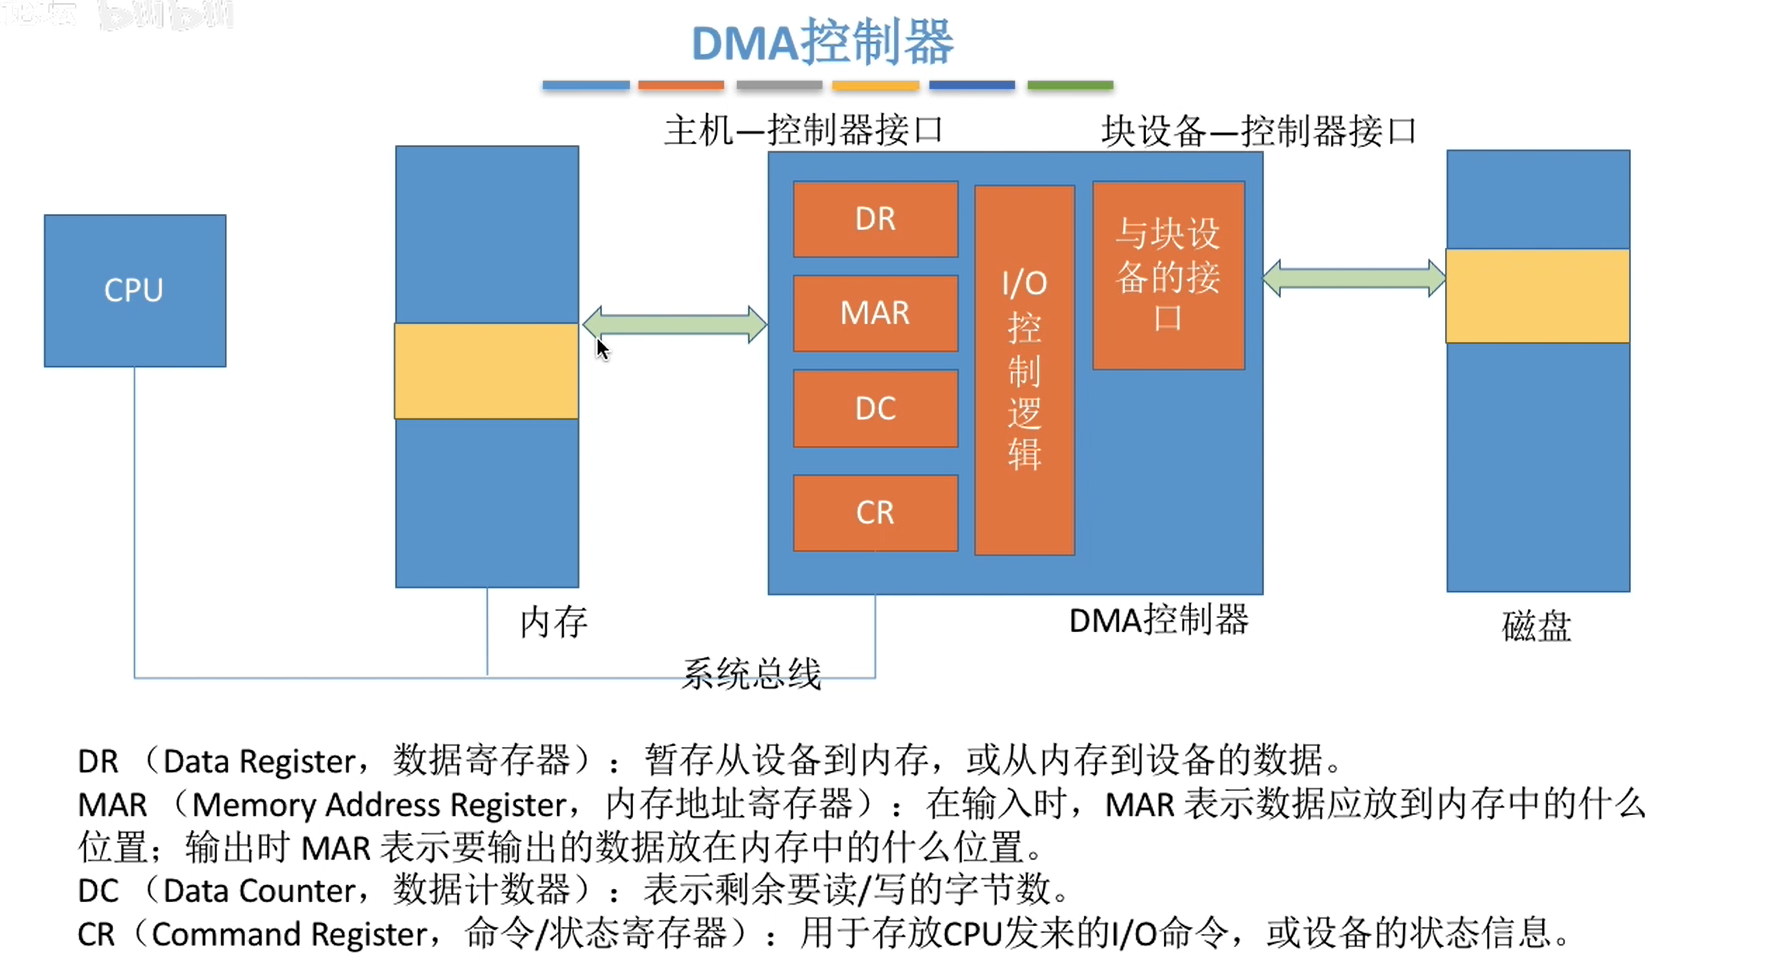 DMA控制器
主机—控制器接口
块设备—控制器接口
CPU
DR
MAR
DC
CR
I/O
控
制
逻
辑
与块设
备的接
口
内存
DMA控制器
磁盘
系统总线
DR （Data Register，数据寄存器）：暂存从设备到内存，或从内存到设备的数据。
MAR （Memory Address Register，内存地址寄存器）：在输入时，MAR 表示数据应放到内存中的什么
位置；输出时 MAR 表示要输出的数据放在内存中的什么位置。
DC （Data Counter，数据计数器）：表示剩余要读/写的字节数。
CR（Command Register，命令/状态寄存器）：用于存放CPU发来的I/O命令，或设备的状态信息。